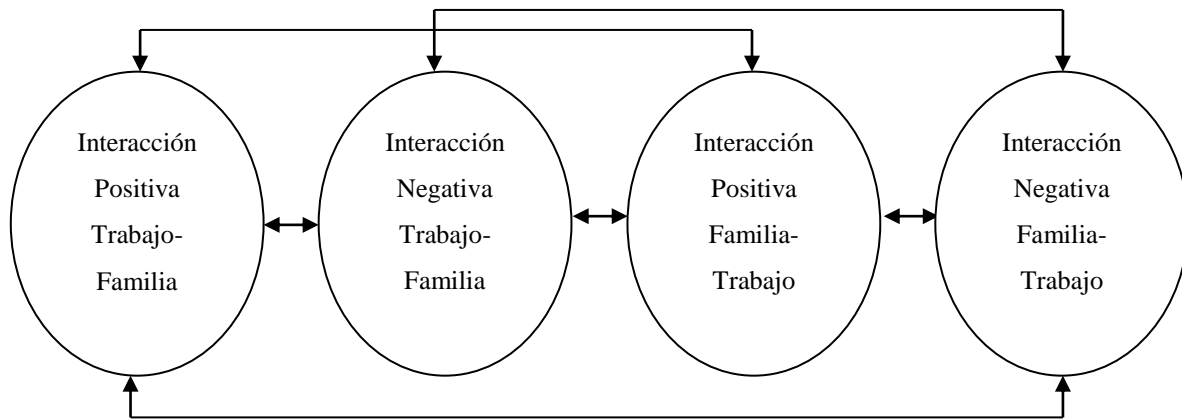 Interacción
Positiva
Trabajo-
Familia
Interacción
Negativa
Trabajo-
Familia
Interacción
Positiva
Familia-
Trabajo
Interacción
Negativa
Familia-
Trabajo